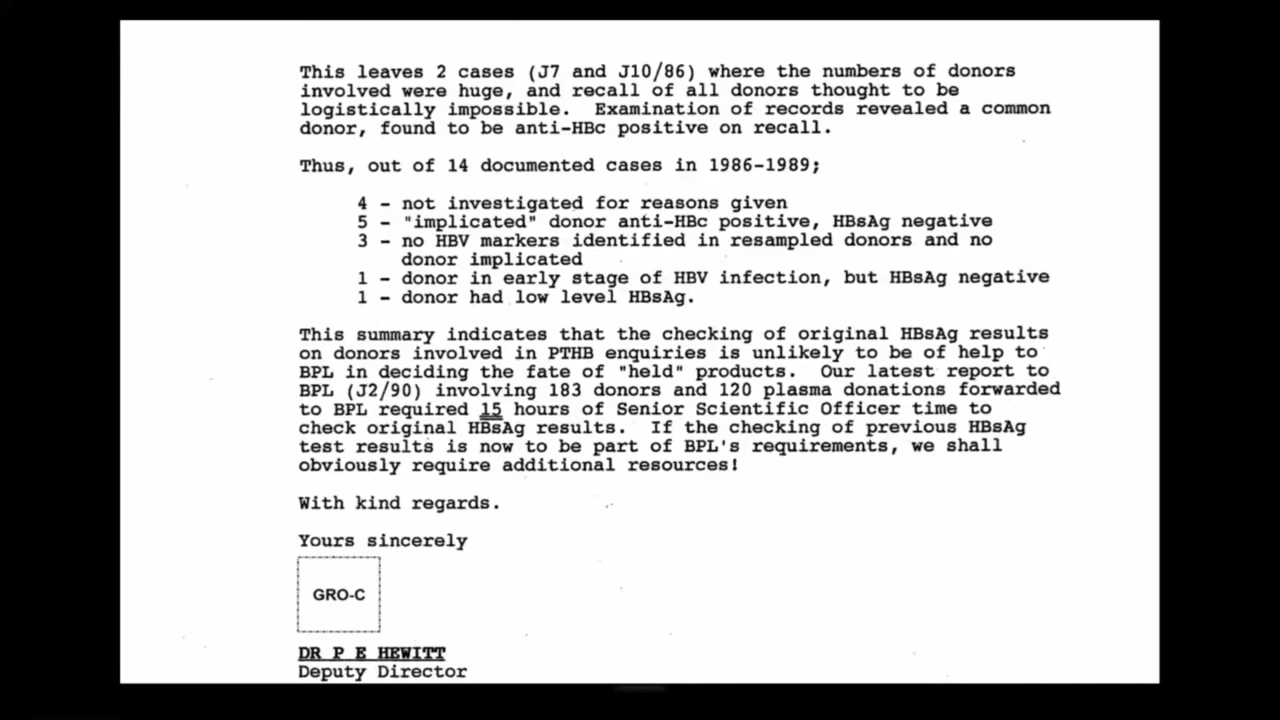 This leaves 2 cases (J7 and J10/86) where the numbers of donors
involved were huge, and recall of all donors thought to be
logistically impossible. Examination of records revealed a common
donor, found to be anti-HBc positive on recall.
Thus, out of 14 documented cases in 1986-1989;
4 - not investigated for reasons given
5 - "implicated" donor anti-HBc positive, HBsAg negative
3 - no HBV markers identified in resampled donors and no
donor implicated
1 - donor in early stage of HBV infection, but HBsAg negative
1 - donor had low level HBsAg.
This summary indicates that the checking of original HBsAg results
on donors involved in PTHB enquiries is unlikely to be of help to
BPL in deciding the fate of "held" products. Our latest report to
BPL (J2/90) involving 183 donors and 120 plasma donations forwarded
to BPL required 15 hours of Senior Scientific Officer time to
check original HBsAg results. If the checking of previous HBsAg
test results is now to be part of BPL's requirements, we shall
obviously require additional resources!
With kind regards.
Yours sincerely
GRO-C
DR P E HEWITT
Deputy Director